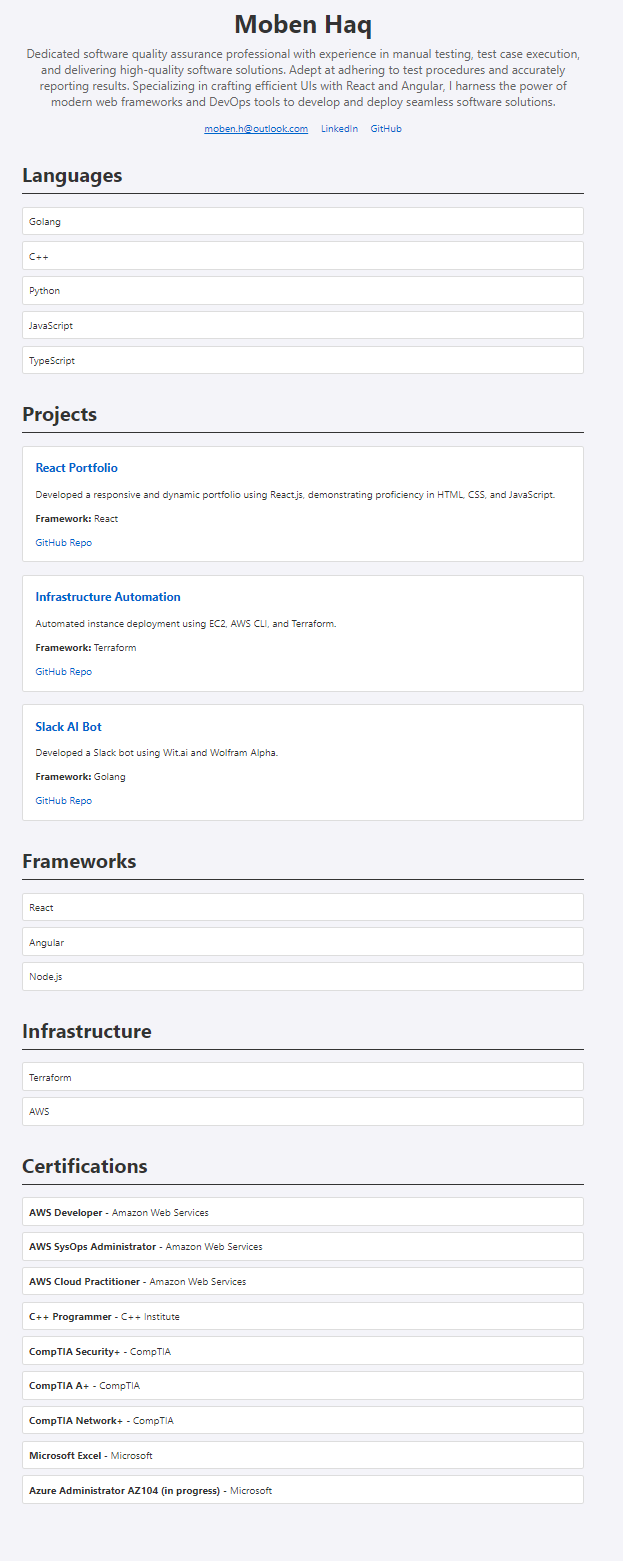 Moben Haq
Dedicated software quality assurance professional with experience in manual testing, test case execution,
and delivering high-quality software solutions. Adept at adhering to test procedures and accurately
reporting results. Specializing in crafting efficient UIs with React and Angular, I harness the power of
modern web frameworks and DevOps tools to develop and deploy seamless software solutions.
moben.h@outlook.com LinkedIn GitHub
Languages
Golang
C++
Python
JavaScript
TypeScript
Projects
React Portfolio
Developed a responsive and dynamic portfolio using React.js, demonstrating proficiency in HTML, CSS, and JavaScript.
Framework: React
GitHub Repo
Infrastructure Automation
Automated instance deployment using EC2, AWS CLI, and Terraform.
Framework: Terraform
GitHub Repo
Slack AI Bot
Developed a Slack bot using Wit.ai and Wolfram Alpha.
Framework: Golang
GitHub Repo
Frameworks
React
Angular
Node.js
Infrastructure
Terraform
AWS
Certifications
AWS Developer - Amazon Web Services
AWS SysOps Administrator - Amazon Web Services
AWS Cloud Practitioner - Amazon Web Services
C++ Programmer - C++ Institute
CompTIA Security+ - CompTIA
CompTIA A+ - CompTIA
CompTIA Network+ - CompTIA
Microsoft Excel - Microsoft
Azure Administrator AZ104 (in progress) - Microsoft